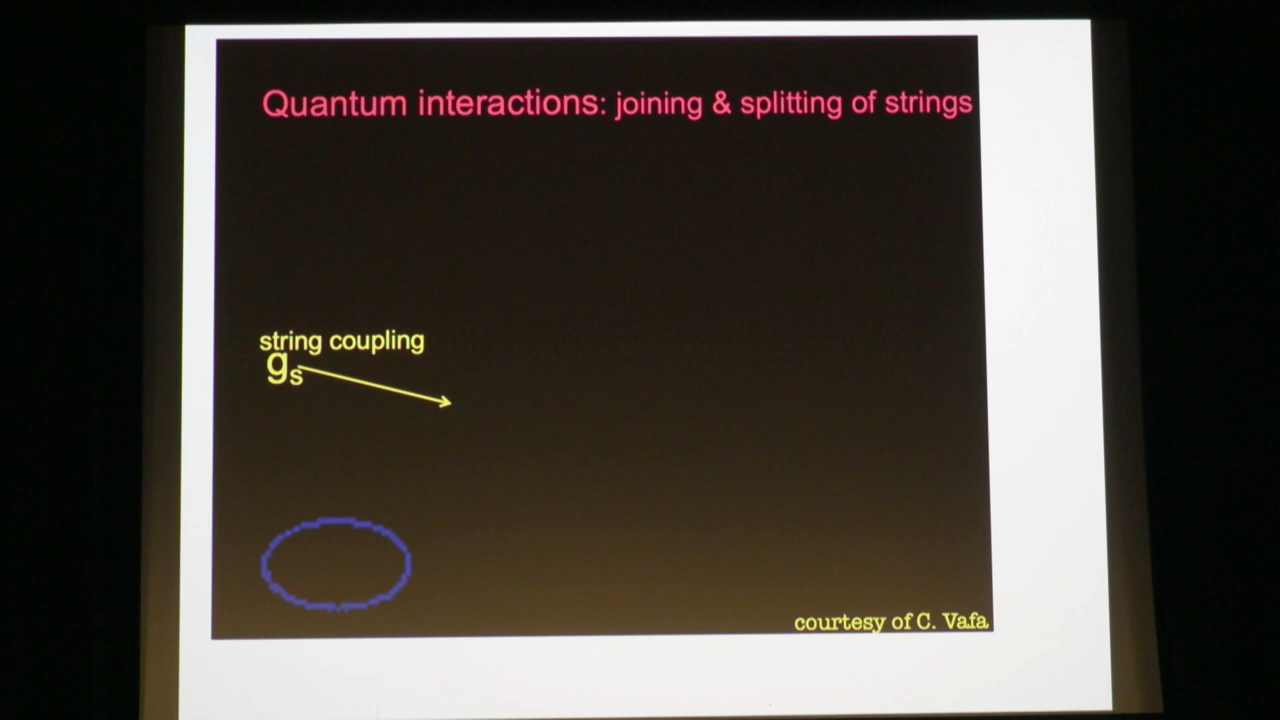 Quantum interactions: joining & splitting of strings
string coupling
gs
courtesy of C. Vafa